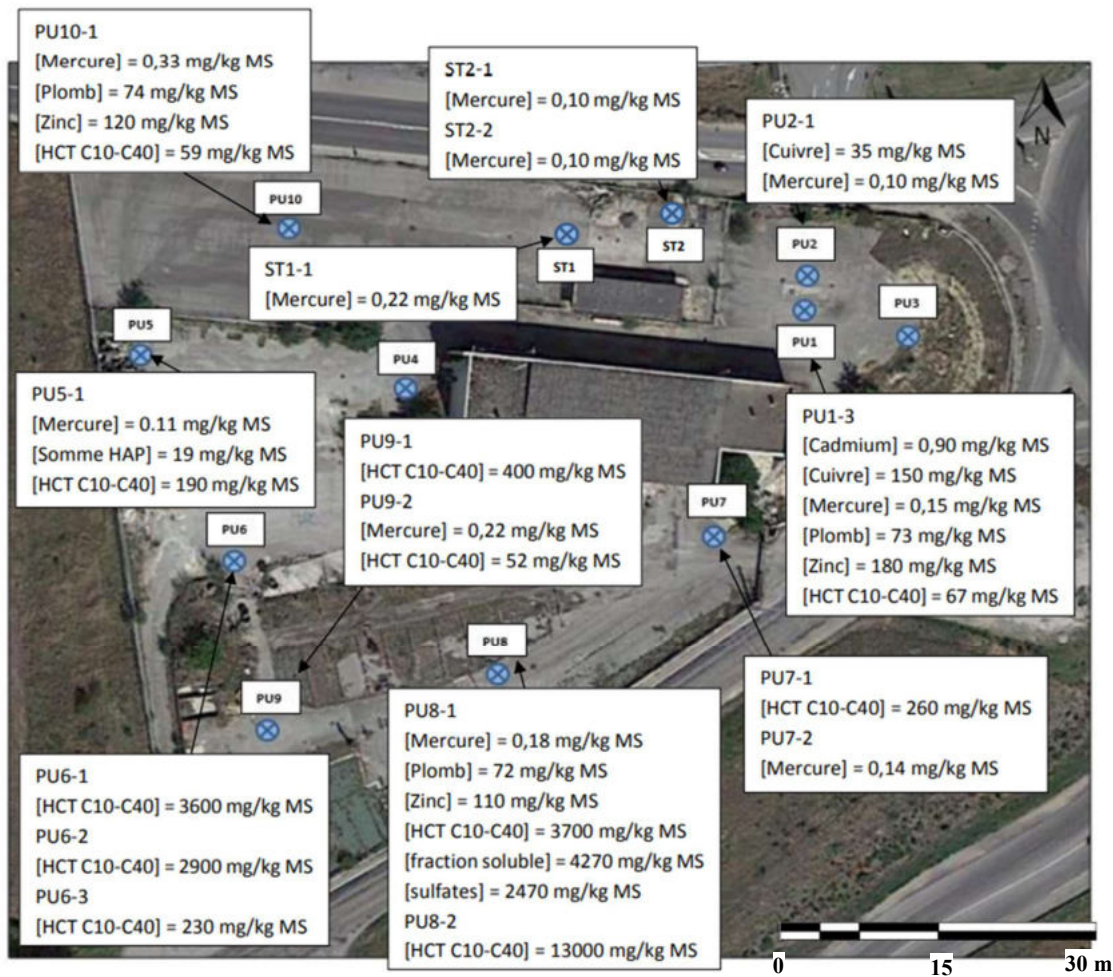 PU10-1
[Mercure] = 0,33 mg/kg MS
[Plomb] = 74 mg/kg MS
[Zinc] = 120 mg/kg MS
[HCT C10-C40] = 59 mg/kg MS
ST2-1
[Mercure] = 0,10 mg/kg MS
ST2-2
[Mercure] = 0,10 mg/kg MS
PU2-1
[Cuivre] = 35 mg/kg MS
[Mercure] = 0,10 mg/kg MS
N
PU10
ST1
ST2
PU2
PU3
PU1
ST1-1
[Mercure] = 0,22 mg/kg MS
PU5
PU4
PU5-1
[Mercure] = 0.11 mg/kg MS
[Somme HAP] = 19 mg/kg MS
[HCT C10-C40] = 190 mg/kg MS
PU9-1
[HCT C10-C40] = 400 mg/kg MS
PU9-2
[Mercure] = 0,22 mg/kg MS
[HCT C10-C40] = 52 mg/kg MS
PU1-3
[Cadmium] = 0,90 mg/kg MS
[Cuivre] = 150 mg/kg MS
[Mercure] = 0,15 mg/kg MS
[Plomb] = 73 mg/kg MS
[Zinc] = 180 mg/kg MS
[HCT C10-C40] = 67 mg/kg MS
PU6
PU7
PU8
PU9
PU7-1
[HCT C10-C40] = 260 mg/kg MS
PU7-2
[Mercure] = 0,14 mg/kg MS
PU8-1
[Mercure] = 0,18 mg/kg MS
[Plomb] = 72 mg/kg MS
[Zinc] = 110 mg/kg MS
[HCT C10-C40] = 3700 mg/kg MS
[fraction soluble] = 4270 mg/kg MS
[sulfates] = 2470 mg/kg MS
PU8-2
[HCT C10-C40] = 13000 mg/kg MS
PU6-1
[HCT C10-C40] = 3600 mg/kg MS
PU6-2
[HCT C10-C40] = 2900 mg/kg MS
PU6-3
[HCT C10-C40] = 230 mg/kg MS
0 15 30 m